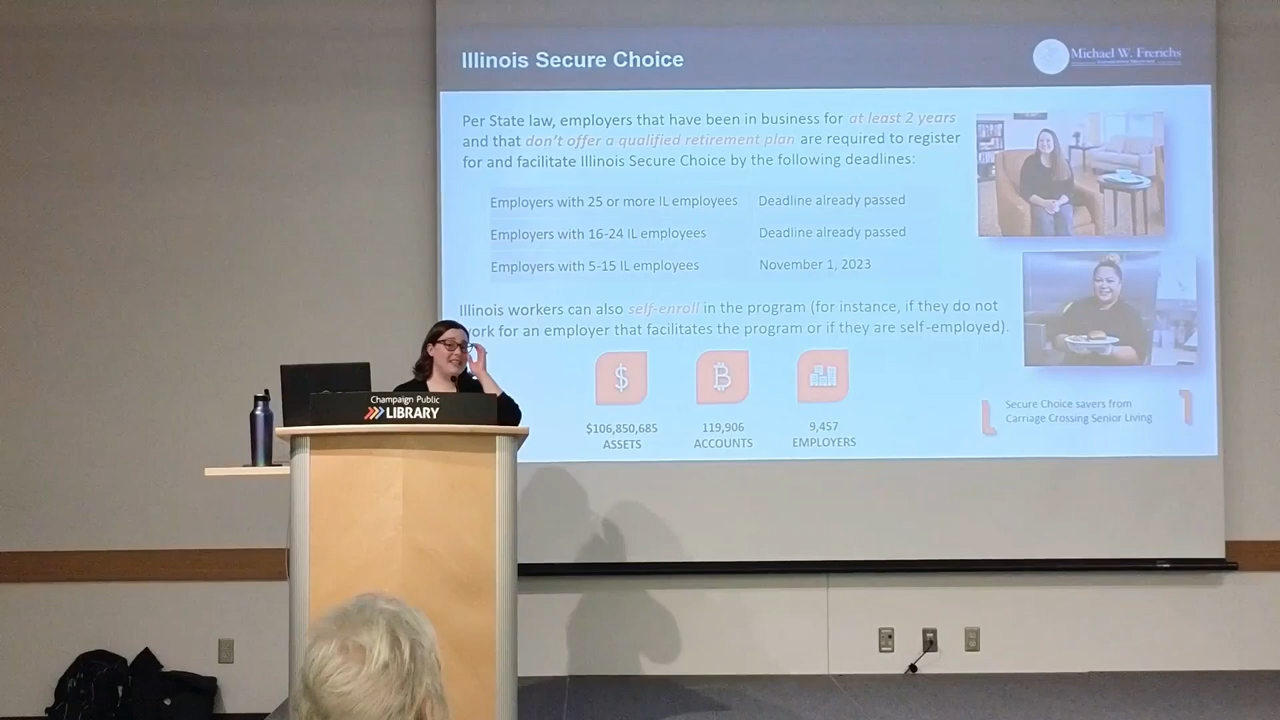 Illinois Secure Choice
Michael W. Frerichs
Per State law, employers that have been in business for at least 2 years
and that don't offer a qualified retirement plan are required to register
for and facilitate Illinois Secure Choice by the following deadlines:
Employers with 25 or more IL employees Deadline already passed
Employers with 16-24 IL employees Deadline already passed
Employers with 5-15 IL employees November 1, 2023
Illinois workers can also self-enroll in the program (for instance, if they do not
ork for an employer that facilitates the program or if they are self-employed).
$106,850,685
ASSETS
119,906
ACCOUNTS
9,457
EMPLOYERS
Secure Choice savers from
Carriage Crossing Senior Living
Champaign Public
LIBRARY